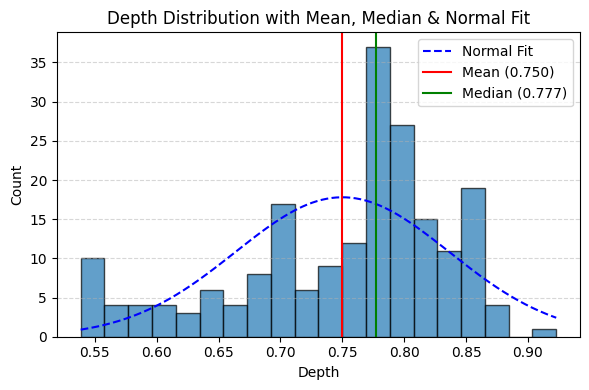 Depth Distribution with Mean, Median & Normal Fit
Normal Fit
Mean (0.750)
Median (0.777)
Count
35
30
25
20
15
10
5
0
0.55 0.60 0.65 0.70 0.75 0.80 0.85 0.90
Depth